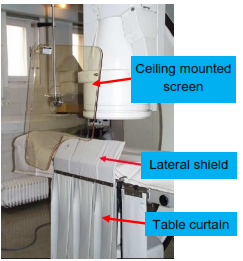 Ceiling mounted
screen
Lateral shield
Table curtain